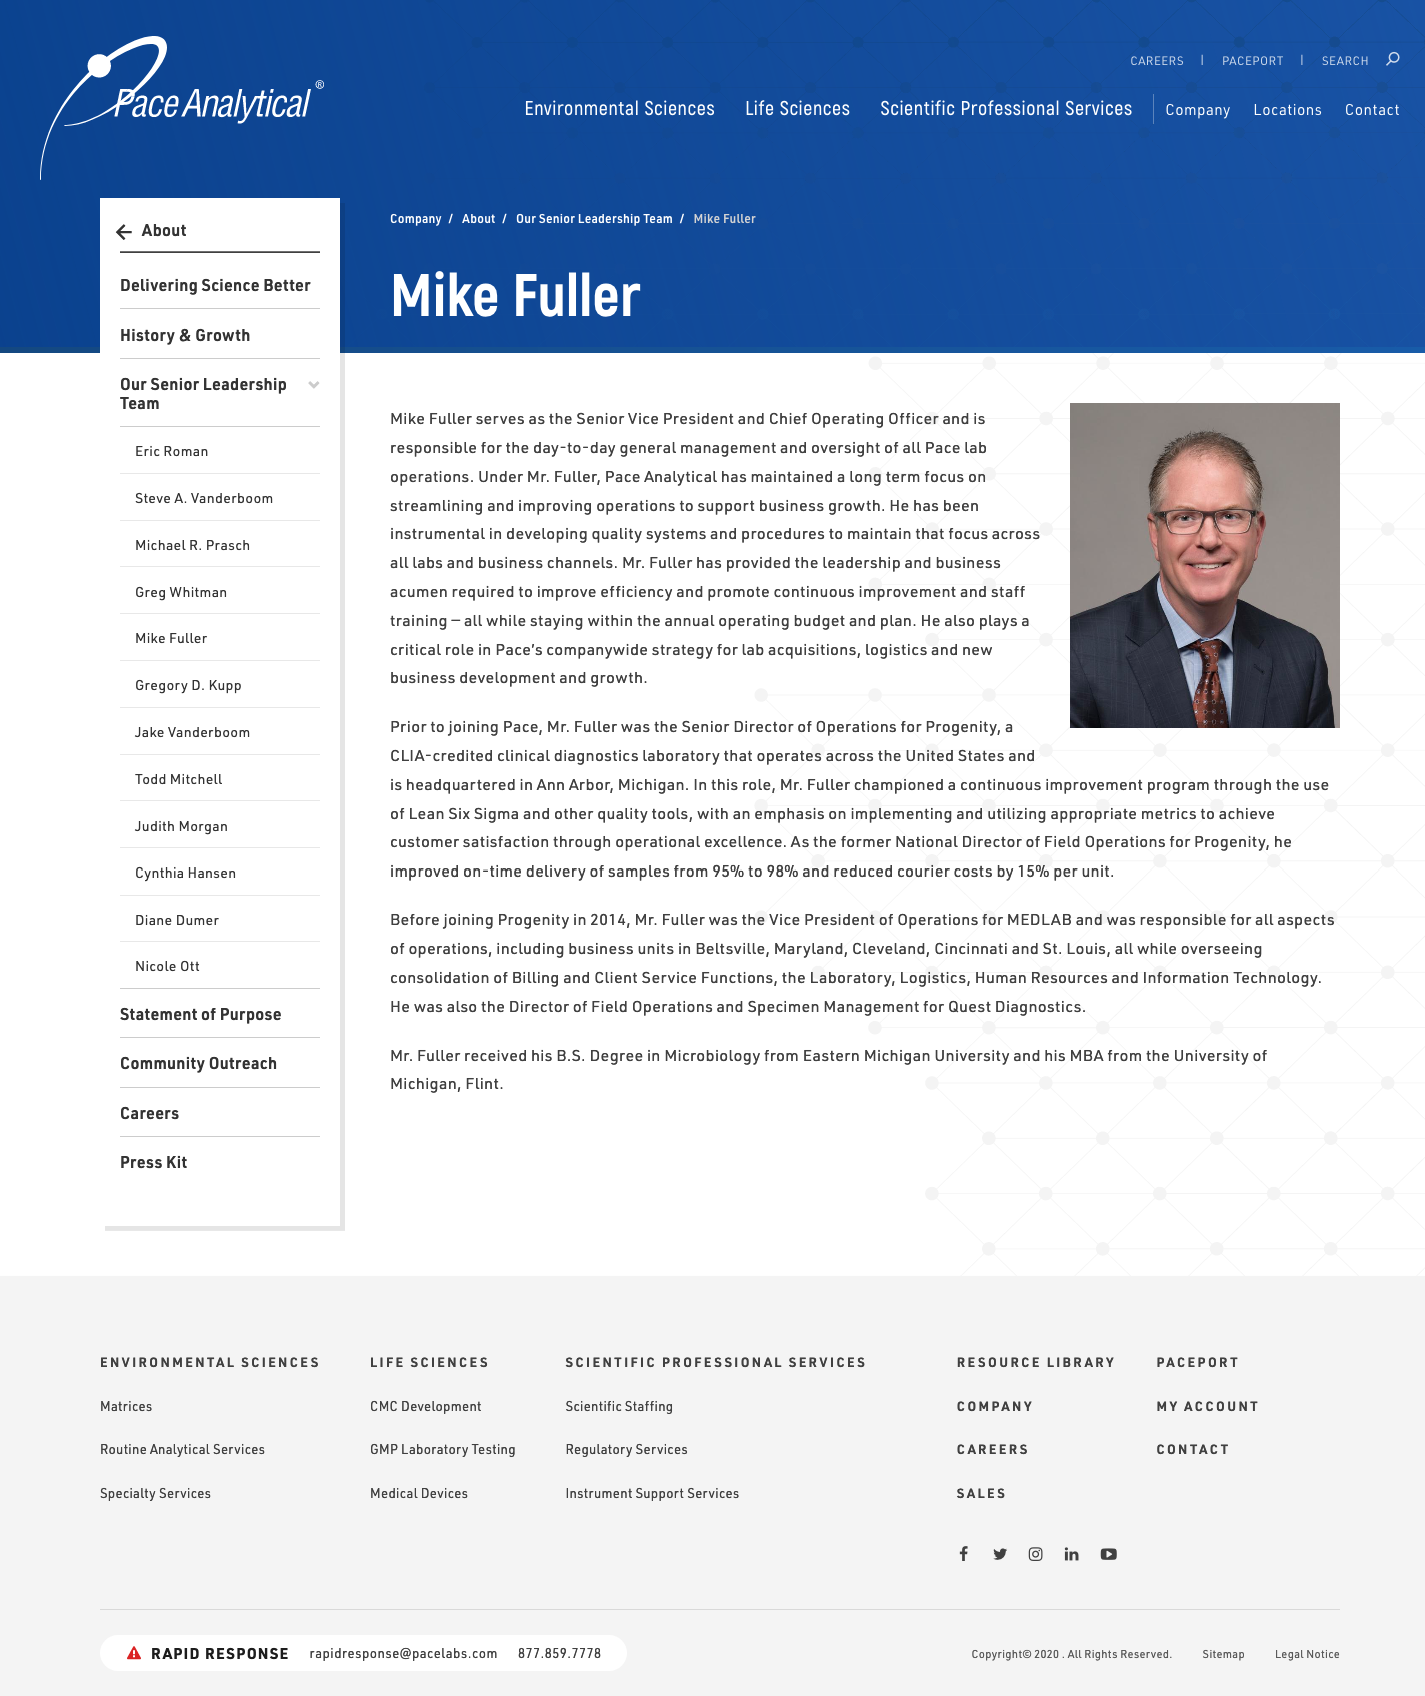 Pace Analytical®
CAREERS | PACEPORT | SEARCH
Environmental Sciences Life Sciences Scientific Professional Services Company Locations Contact
Company / About / Our Senior Leadership Team / Mike Fuller
Mike Fuller
About
Delivering Science Better
History & Growth
Our Senior Leadership
Team
Eric Roman
Steve A. Vanderboom
Michael R. Prasch
Greg Whitman
Mike Fuller
Gregory D. Kupp
Jake Vanderboom
Todd Mitchell
Judith Morgan
Cynthia Hansen
Diane Dumer
Nicole Ott
Statement of Purpose
Community Outreach
Careers
Press Kit
Mike Fuller serves as the Senior Vice President and Chief Operating Officer and is
responsible for the day-to-day general management and oversight of all Pace lab
operations. Under Mr. Fuller, Pace Analytical has maintained a long term focus on
streamlining and improving operations to support business growth. He has been
instrumental in developing quality systems and procedures to maintain that focus across
all labs and business channels. Mr. Fuller has provided the leadership and business
acumen required to improve efficiency and promote continuous improvement and staff
training – all while staying within the annual operating budget and plan. He also plays a
critical role in Pace’s companywide strategy for lab acquisitions, logistics and new
business development and growth.
Prior to joining Pace, Mr. Fuller was the Senior Director of Operations for Progenity, a
CLIA-credited clinical diagnostics laboratory that operates across the United States and
is headquartered in Ann Arbor, Michigan. In this role, Mr. Fuller championed a continuous improvement program through the use
of Lean Six Sigma and other quality tools, with an emphasis on implementing and utilizing appropriate metrics to achieve
customer satisfaction through operational excellence. As the former National Director of Field Operations for Progenity, he
improved on-time delivery of samples from 95% to 98% and reduced courier costs by 15% per unit.
Before joining Progenity in 2014, Mr. Fuller was the Vice President of Operations for MEDLAB and was responsible for all aspects
of operations, including business units in Beltsville, Maryland, Cleveland, Cincinnati and St. Louis, all while overseeing
consolidation of Billing and Client Service Functions, the Laboratory, Logistics, Human Resources and Information Technology.
He was also the Director of Field Operations and Specimen Management for Quest Diagnostics.
Mr. Fuller received his B.S. Degree in Microbiology from Eastern Michigan University and his MBA from the University of
Michigan, Flint.
ENVIRONMENTAL SCIENCES
Matrices
Routine Analytical Services
Specialty Services
LIFE SCIENCES
CMC Development
GMP Laboratory Testing
Medical Devices
SCIENTIFIC PROFESSIONAL SERVICES
Scientific Staffing
Regulatory Services
Instrument Support Services
RESOURCE LIBRARY
COMPANY
CAREERS
SALES
PACEPORT
MY ACCOUNT
CONTACT
RAPID RESPONSE rapidresponse@pacelabs.com 877.859.7778
Copyright© 2020 . All Rights Reserved. Sitemap Legal Notice